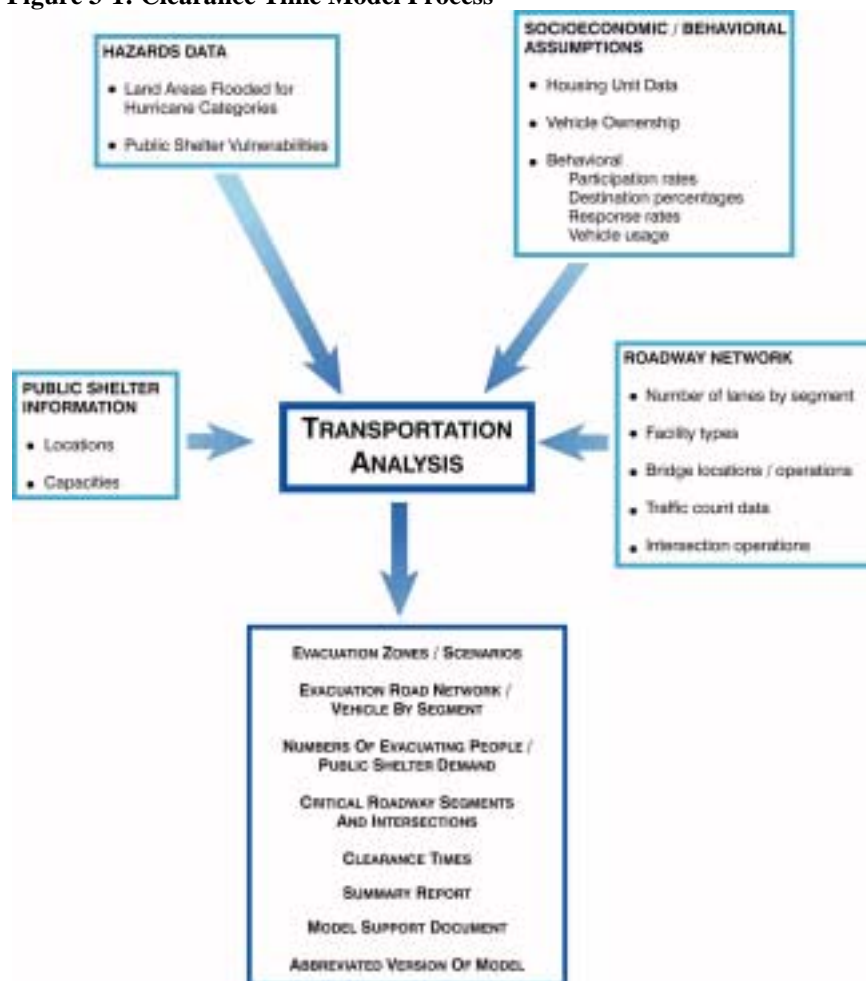 Figure 5-1: Clearance Time Model Process
HAZARDS DATA
• Land Areas Flooded for
Hurricane Categories
• Public Shelter Vulnerabilities
SOCIOECONOMIC / BEHAVIORAL
ASSUMPTIONS
• Housing Unit Data
• Vehicle Ownership
• Behavioral
Participation rates
Destination percentages
Response rates
Vehicle usage
PUBLIC SHELTER
INFORMATION
• Locations
• Capacities
TRANSPORTATION
ANALYSIS
ROADWAY NETWORK
• Number of lanes by segment
• Facility types
• Bridge locations / operations
• Traffic count data
• Intersection operations
EVACUATION ZONES / SCENARIOS
EVACUATION ROAD NETWORK /
VEHICLE BY SEGMENT
NUMBERS OF EVACUATING PEOPLE /
PUBLIC SHELTER DEMAND
CRITICAL ROADWAY SEGMENTS
AND INTERSECTIONS
CLEARANCE TIMES
SUMMARY REPORT
MODEL SUPPORT DOCUMENT
ABBREVIATED VERSION OF MODEL